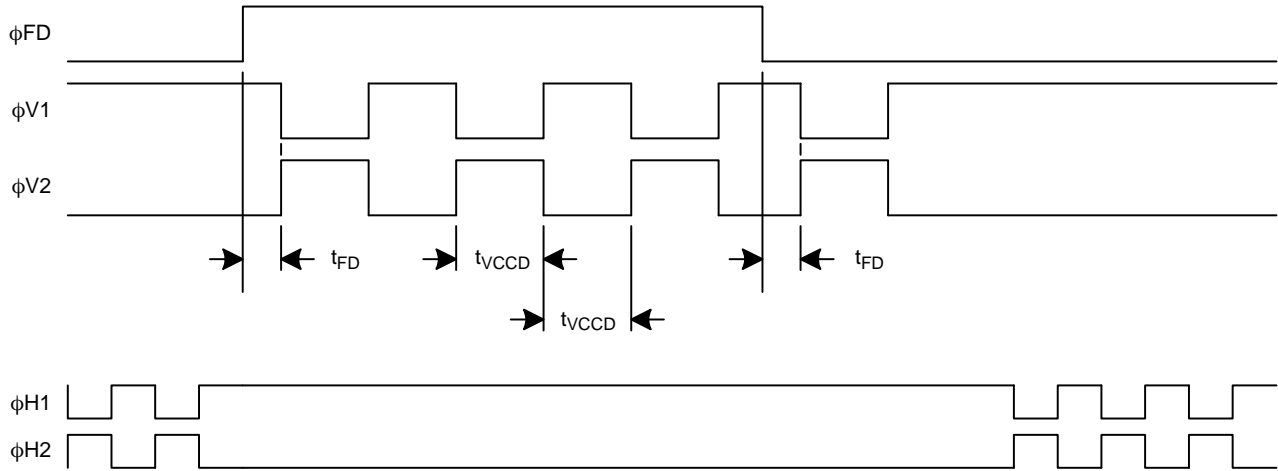 φFD
φV1
φV2
tFD tVCCD tFD
tVCCD
φH1
φH2